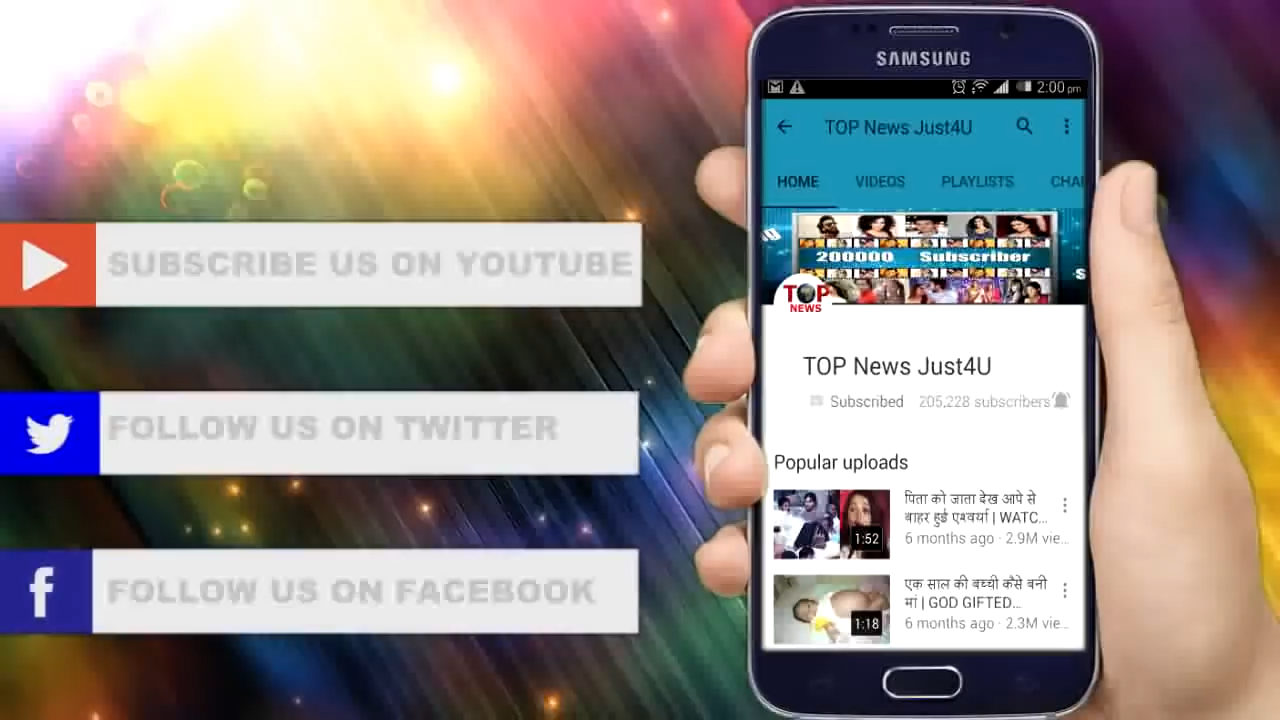 SUBSCRIBE US ON YOUTUBE
FOLLOW US ON TWITTER
FOLLOW US ON FACEBOOK
SAMSUNG
2:00 pm
TOP News Just4U
HOME VIDEOS PLAYLISTS CHA
200000 Subscriber
TOP
NEWS
TOP News Just4U
Subscribed 205,228 subscribers
Popular uploads
पिता को जाता देख आपे से
बाहर हुई एश्वर्या | WATC...
6 months ago · 2.9M vie...
1:52
एक साल की बच्ची कैसे बनी
मां | GOD GIFTED...
6 months ago · 2.3M vie...
1:18